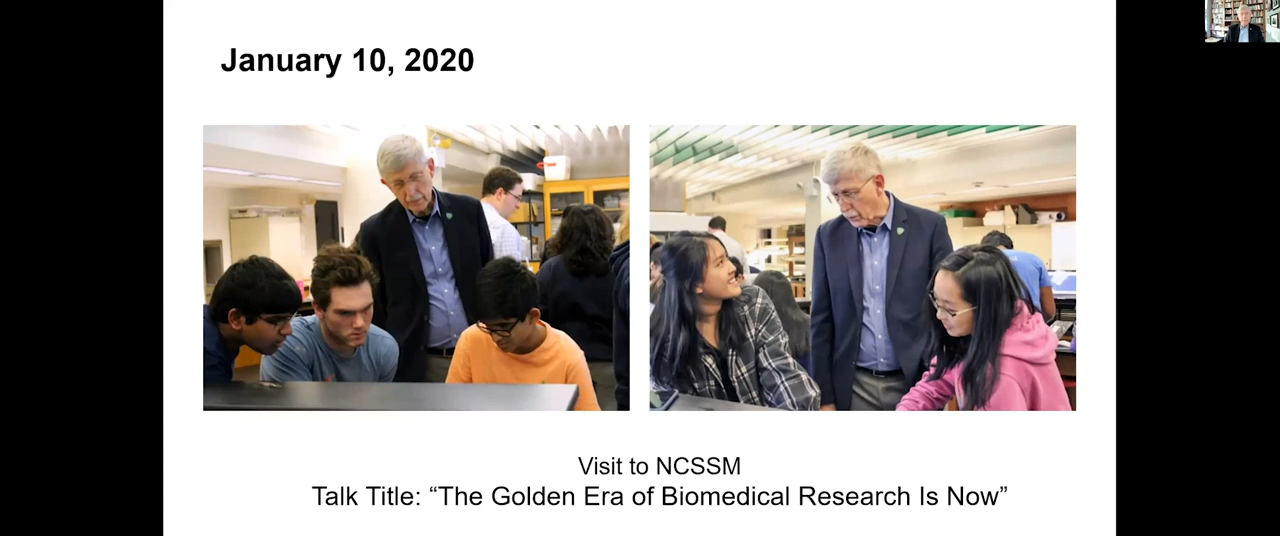 January 10, 2020
Visit to NCSSM
Talk Title: “The Golden Era of Biomedical Research Is Now”